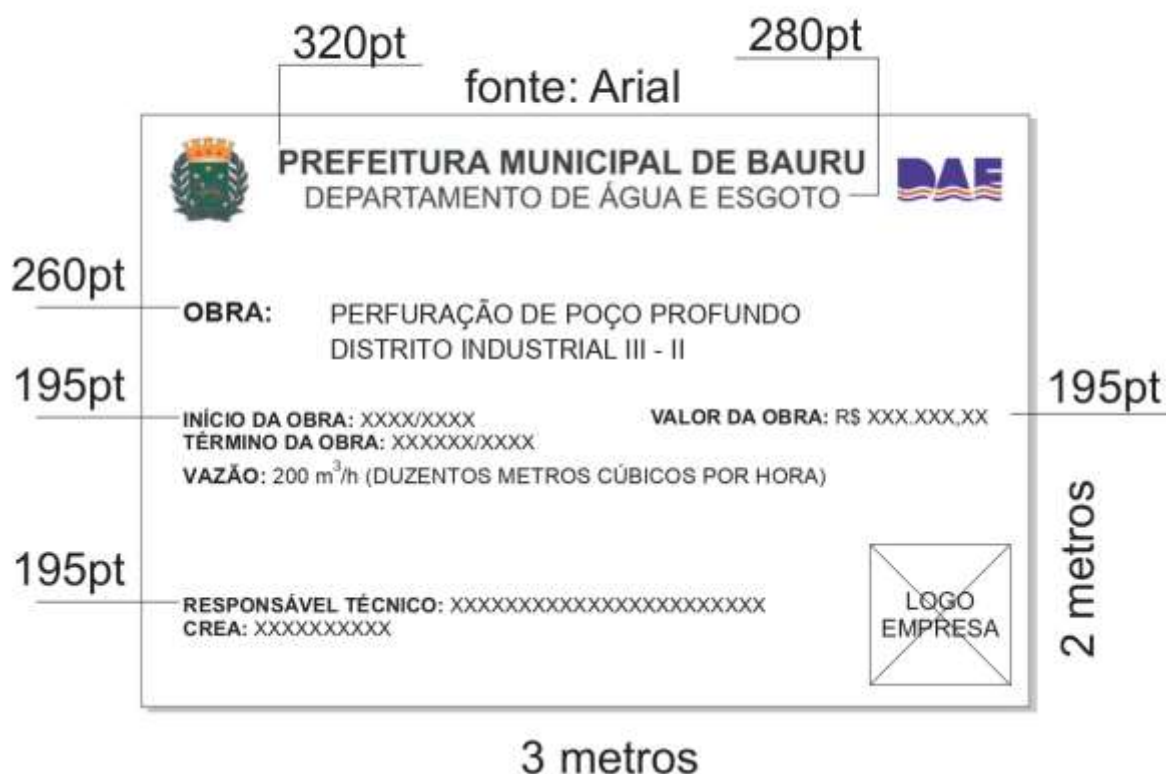 320pt
280pt
fonte: Arial
PREFEITURA MUNICIPAL DE BAURU
DAE
DEPARTAMENTO DE ÁGUA E ESGOTO
260pt
OBRA: PERFURAÇÃO DE POÇO PROFUNDO
DISTRITO INDUSTRIAL III - II
195pt
195pt
INÍCIO DA OBRA: XXXX/XXXX
VALOR DA OBRA: R$ XXX.XXX,XX
TÉRMINO DA OBRA: XXXXXX/XXXX
VAZÃO: 200 m³/h (DUZENTOS METROS CÚBICOS POR HORA)
2 metros
195pt
RESPONSÁVEL TÉCNICO: XXXXXXXXXXXXXXXXXXXXXXX
CREA: XXXXXXXXXX
LOGO
EMPRESA
3 metros